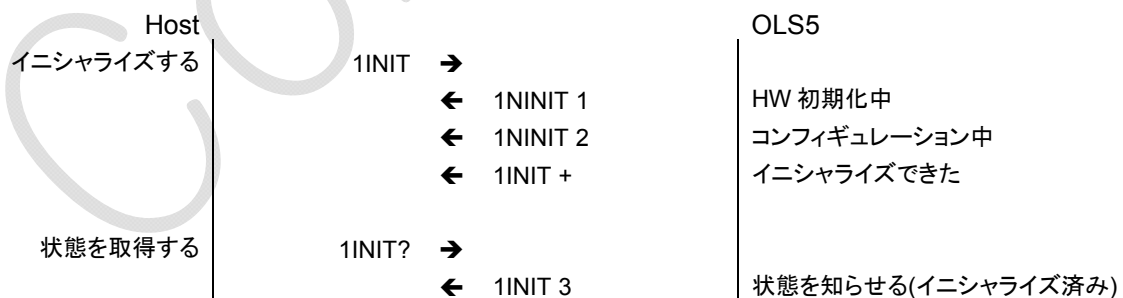 Host OLS5
イニシャライズする 1INIT ➔
🡸 1NINIT 1 HW 初期化中
🡸 1NINIT 2 コンフィギュレーション中
🡸 1INIT + イニシャライズできた
状態を取得する 1INIT? ➔
🡸 1INIT 3 状態を知らせる(イニシャライズ済み)